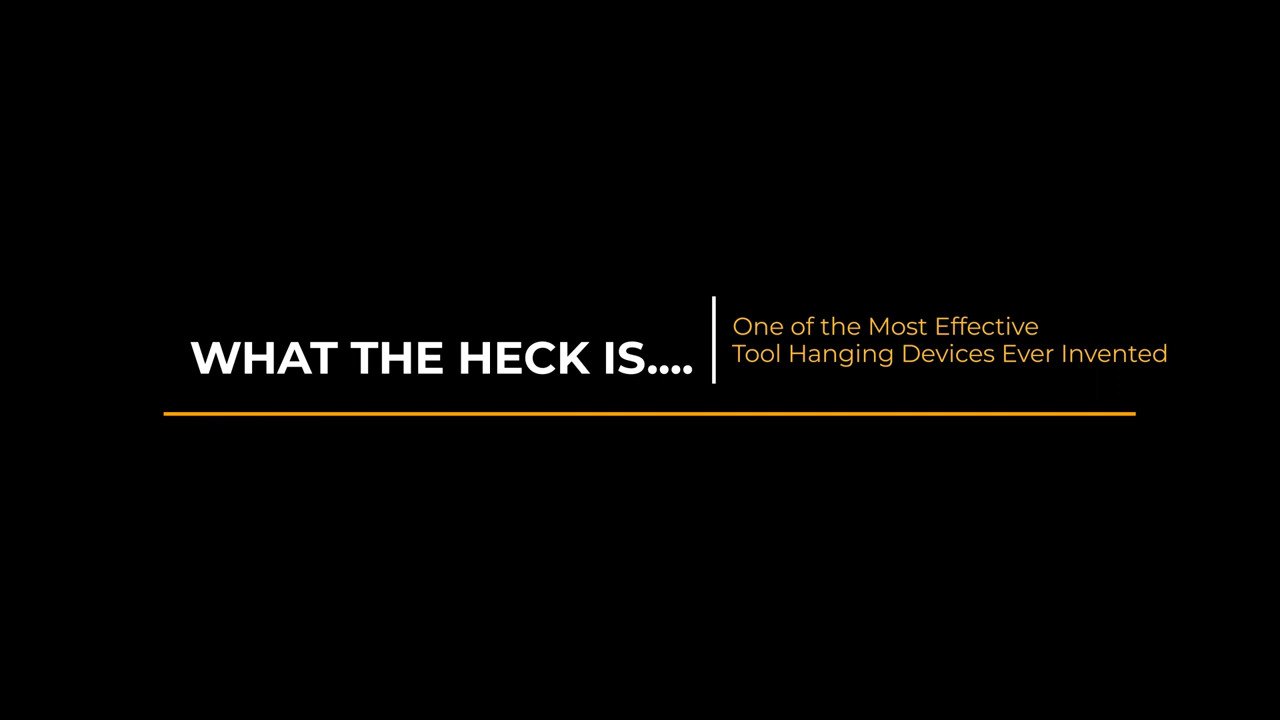 WHAT THE HECK IS....
One of the Most Effective
Tool Hanging Devices Ever Invented